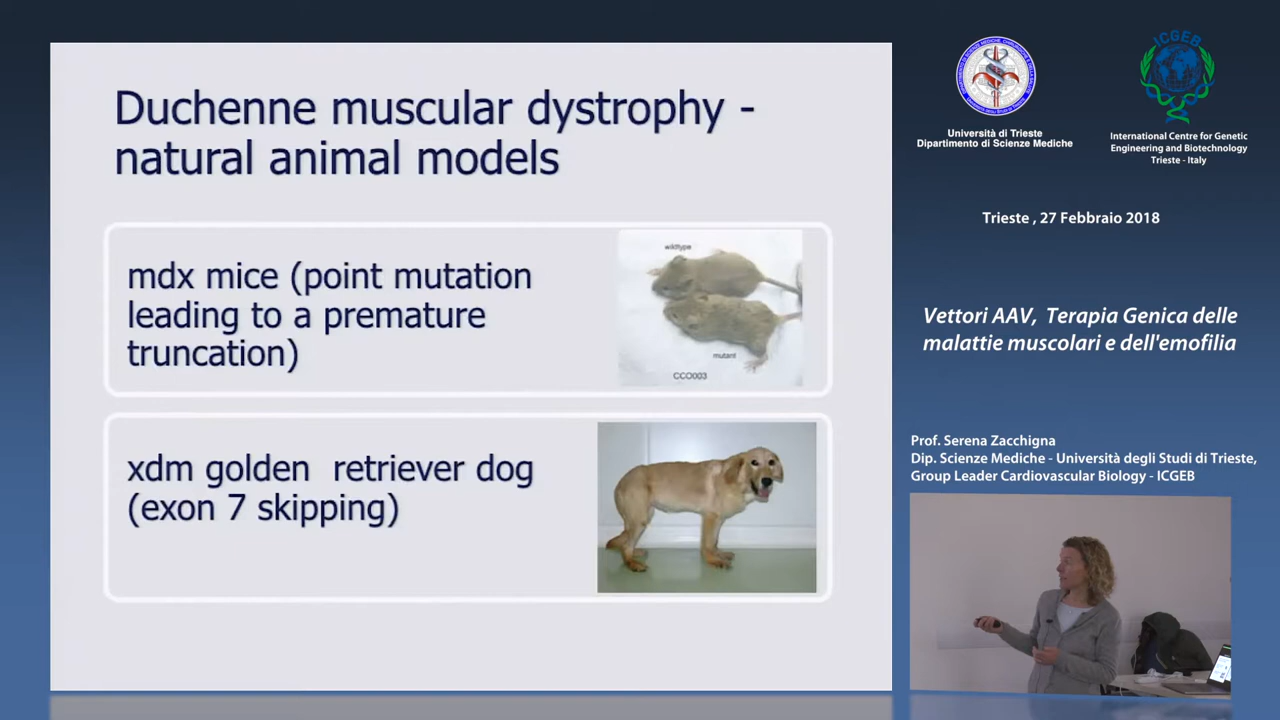 Duchenne muscular dystrophy -
natural animal models
mdx mice (point mutation
leading to a premature
truncation)
wildtype
mutant
CCO003
xdm golden retriever dog
(exon 7 skipping)
Università di Trieste
Dipartimento di Scienze Mediche
ICGEB
International Centre for Genetic
Engineering and Biotechnology
Trieste - Italy
Trieste , 27 Febbraio 2018
Vettori AAV, Terapia Genica delle
malattie muscolari e dell'emofilia
Prof. Serena Zacchigna
Dip. Scienze Mediche - Università degli Studi di Trieste,
Group Leader Cardiovascular Biology - ICGEB